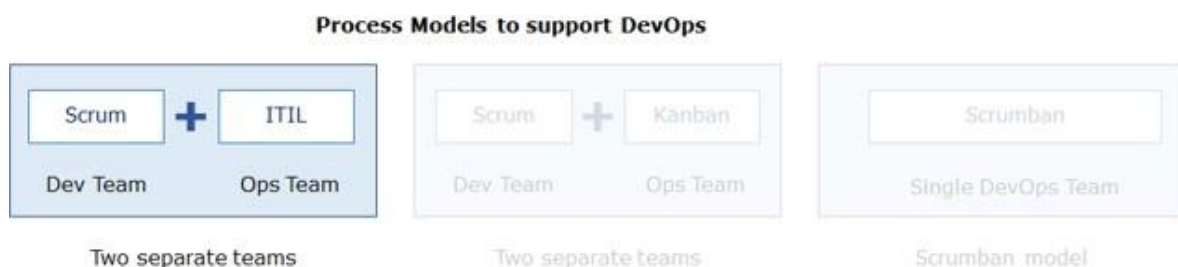 Process Models to support DevOps
Scrum + ITIL
Dev Team Ops Team
Two separate teams
Scrum + Kanban
Dev Team Ops Team
Two separate teams
Scrumban
Single DevOps Team
Scrumban model